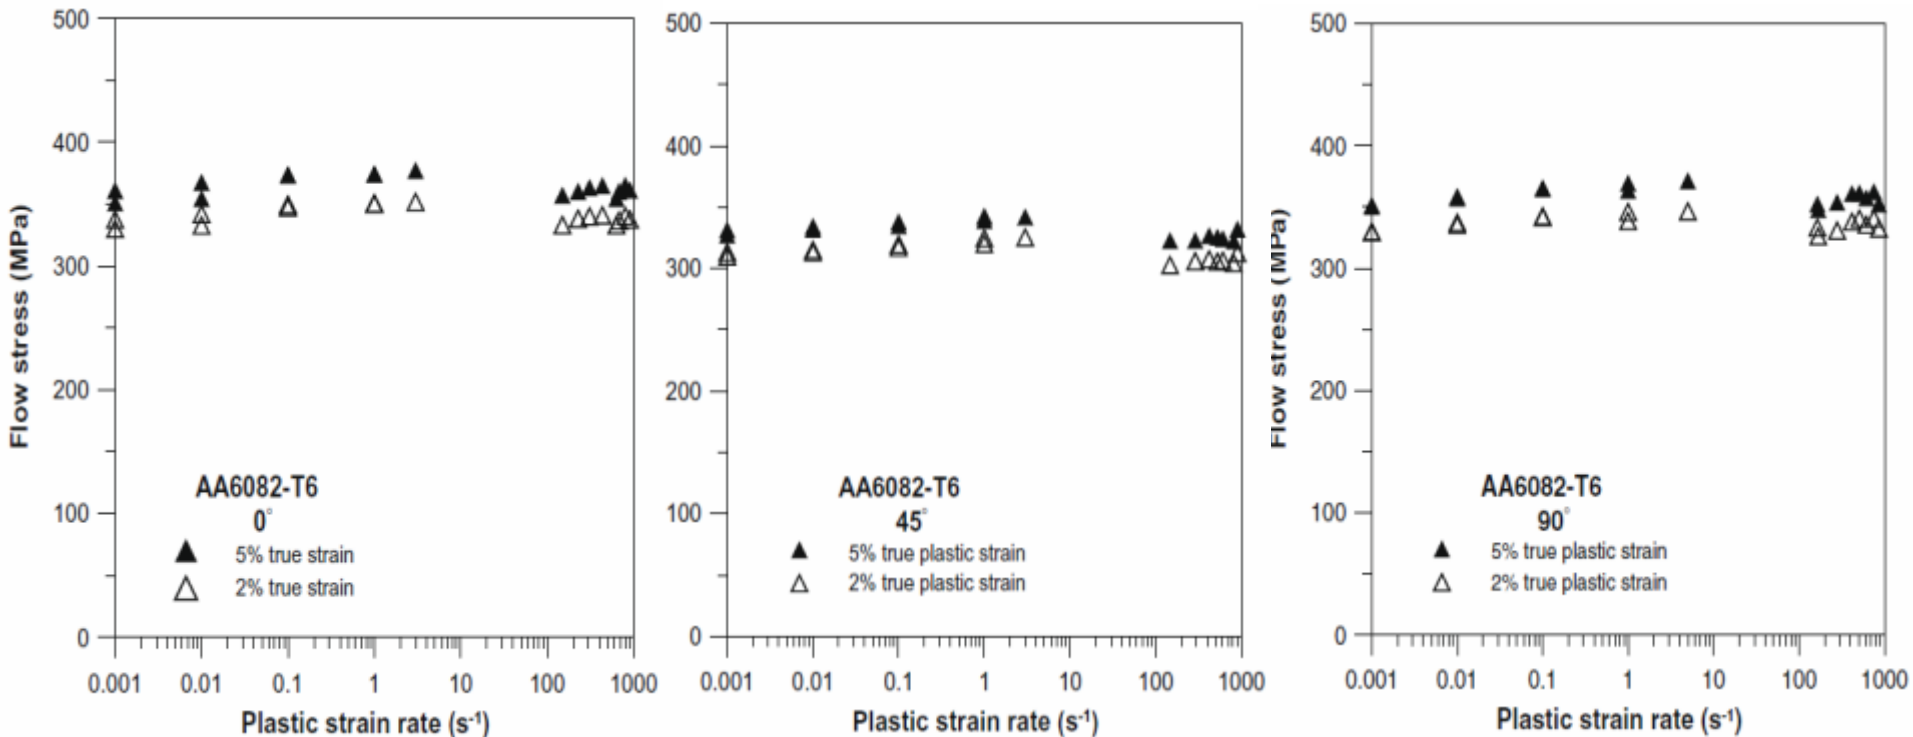 500
400
300
200
100
0
Flow stress (MPa)
AA6082-T6
0°
5% true strain
2% true strain
0.001 0.01 0.1 1 10 100 1000
Plastic strain rate (s⁻¹)
500
400
300
200
100
0
AA6082-T6
45°
5% true plastic strain
2% true plastic strain
0.001 0.01 0.1 1 10 100 1000
Plastic strain rate (s⁻¹)
500
400
300
200
100
0
Flow stress (MPa)
AA6082-T6
90°
5% true plastic strain
2% true plastic strain
0.001 0.01 0.1 1 10 100 1000
Plastic strain rate (s⁻¹)